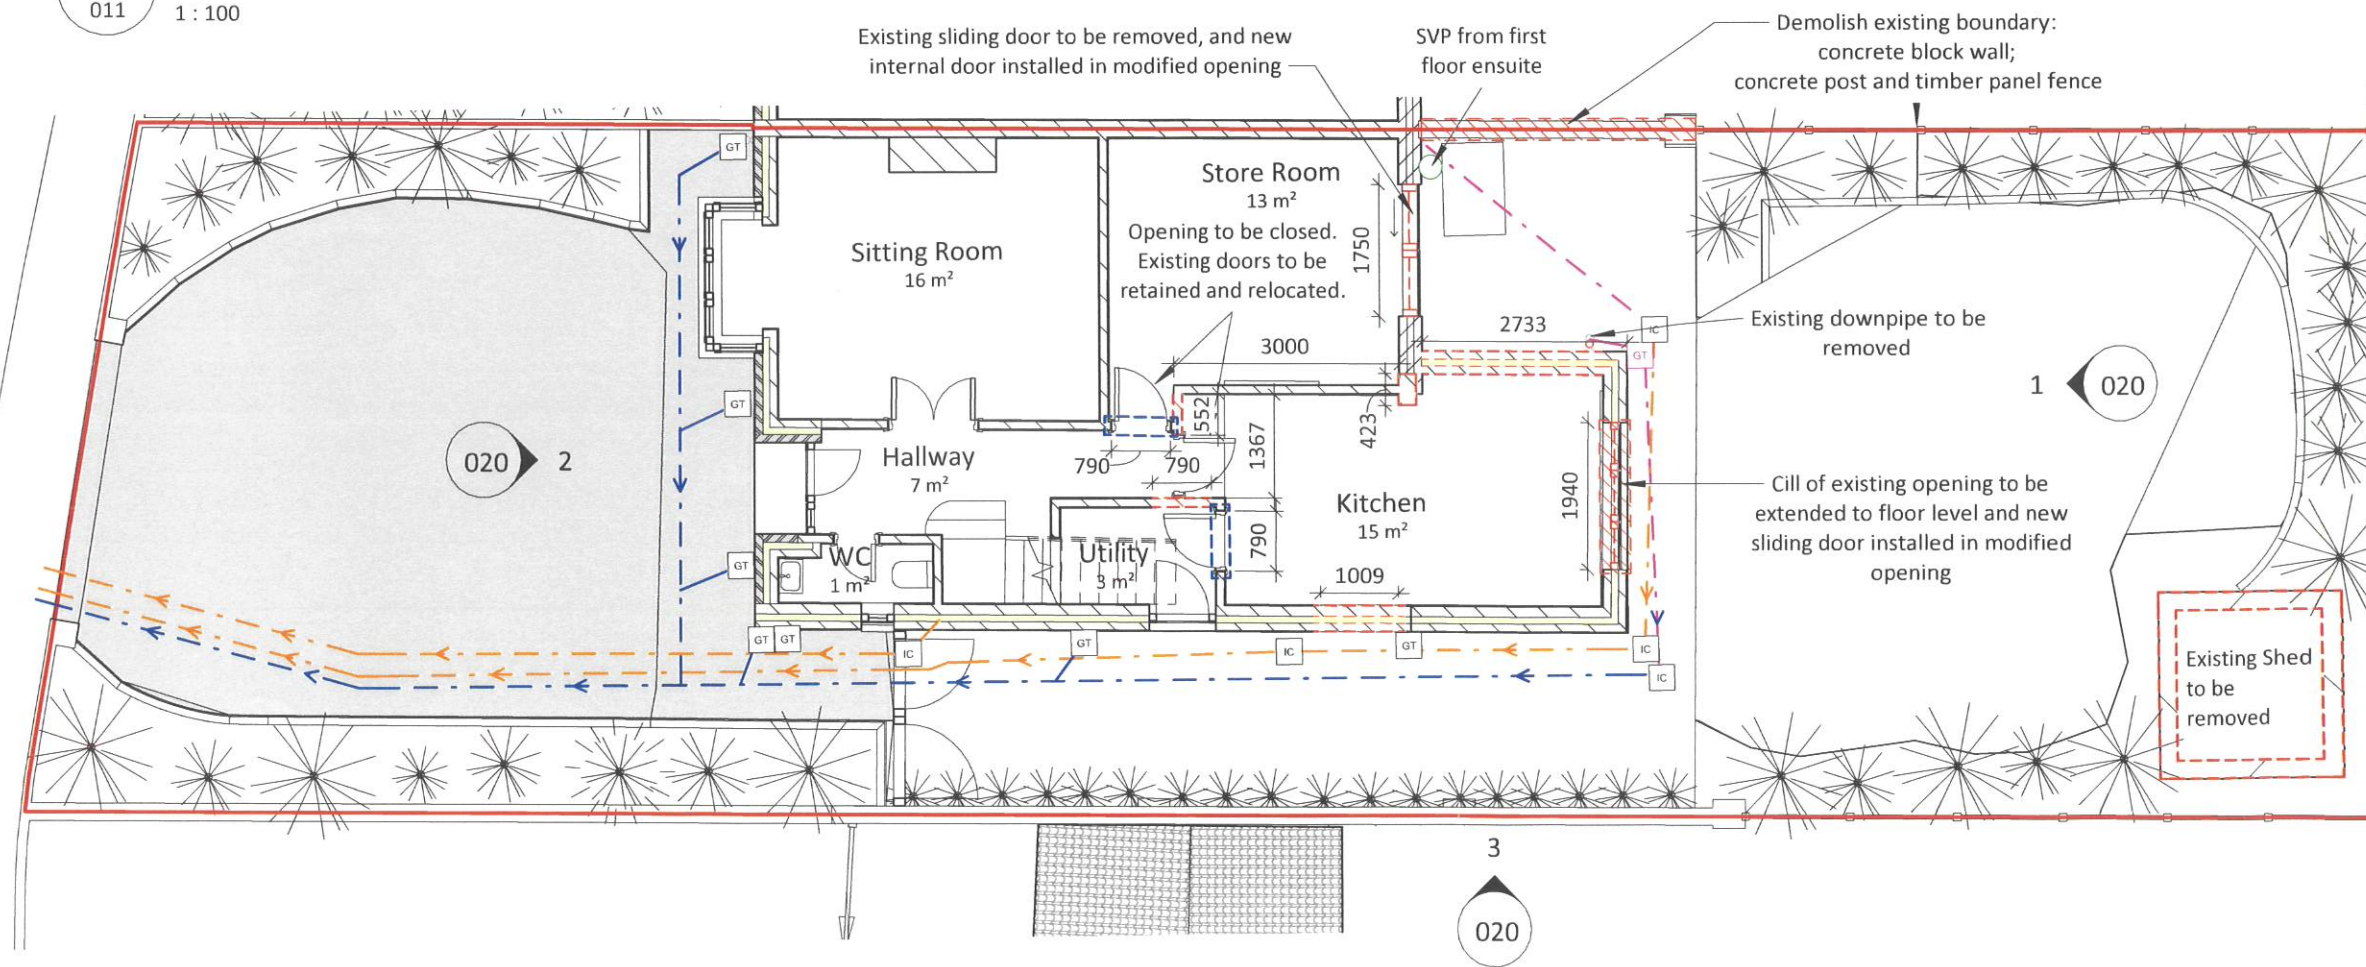 011
1 : 100
Existing sliding door to be removed, and new
internal door installed in modified opening
SVP from first
floor ensuite
Demolish existing boundary:
concrete block wall;
concrete post and timber panel fence
GT
Sitting Room
16 m²
Store Room
13 m²
Opening to be closed.
Existing doors to be
retained and relocated.
1750
3000
2733
IC
GT
Existing downpipe to be
removed
1
020
GT
020
2
Hallway
7 m²
790
790
552
1367
423
Kitchen
15 m²
1940
790
1009
Cill of existing opening to be
extended to floor level and new
sliding door installed in modified
opening
GT
WC
1 m²
Utility
3 m²
GT
GT
IC
GT
IC
GT
IC
IC
Existing Shed
to be
removed
3
020